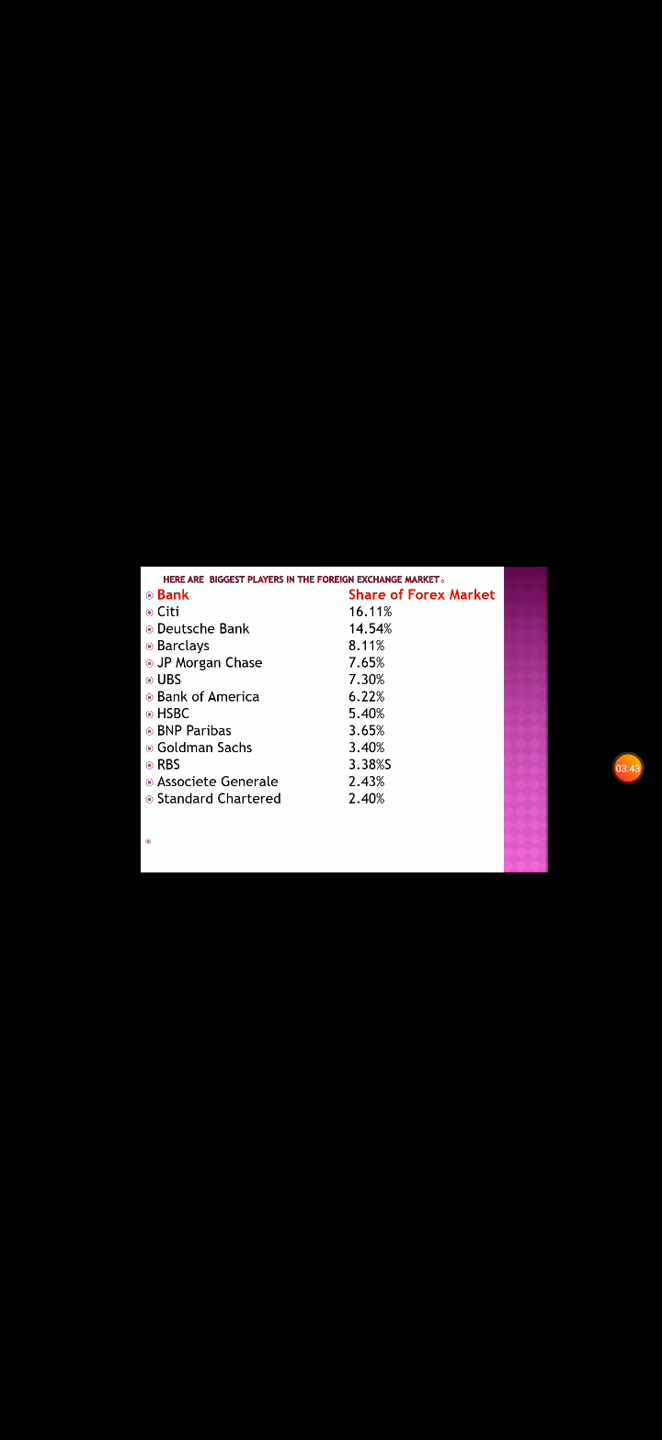 HERE ARE BIGGEST PLAYERS IN THE FOREIGN EXCHANGE MARKET.
Bank Share of Forex Market
Citi 16.11%
Deutsche Bank 14.54%
Barclays 8.11%
JP Morgan Chase 7.65%
UBS 7.30%
Bank of America 6.22%
HSBC 5.40%
BNP Paribas 3.65%
Goldman Sachs 3.40%
RBS 3.38%S
Associete Generale 2.43%
Standard Chartered 2.40%
03:43